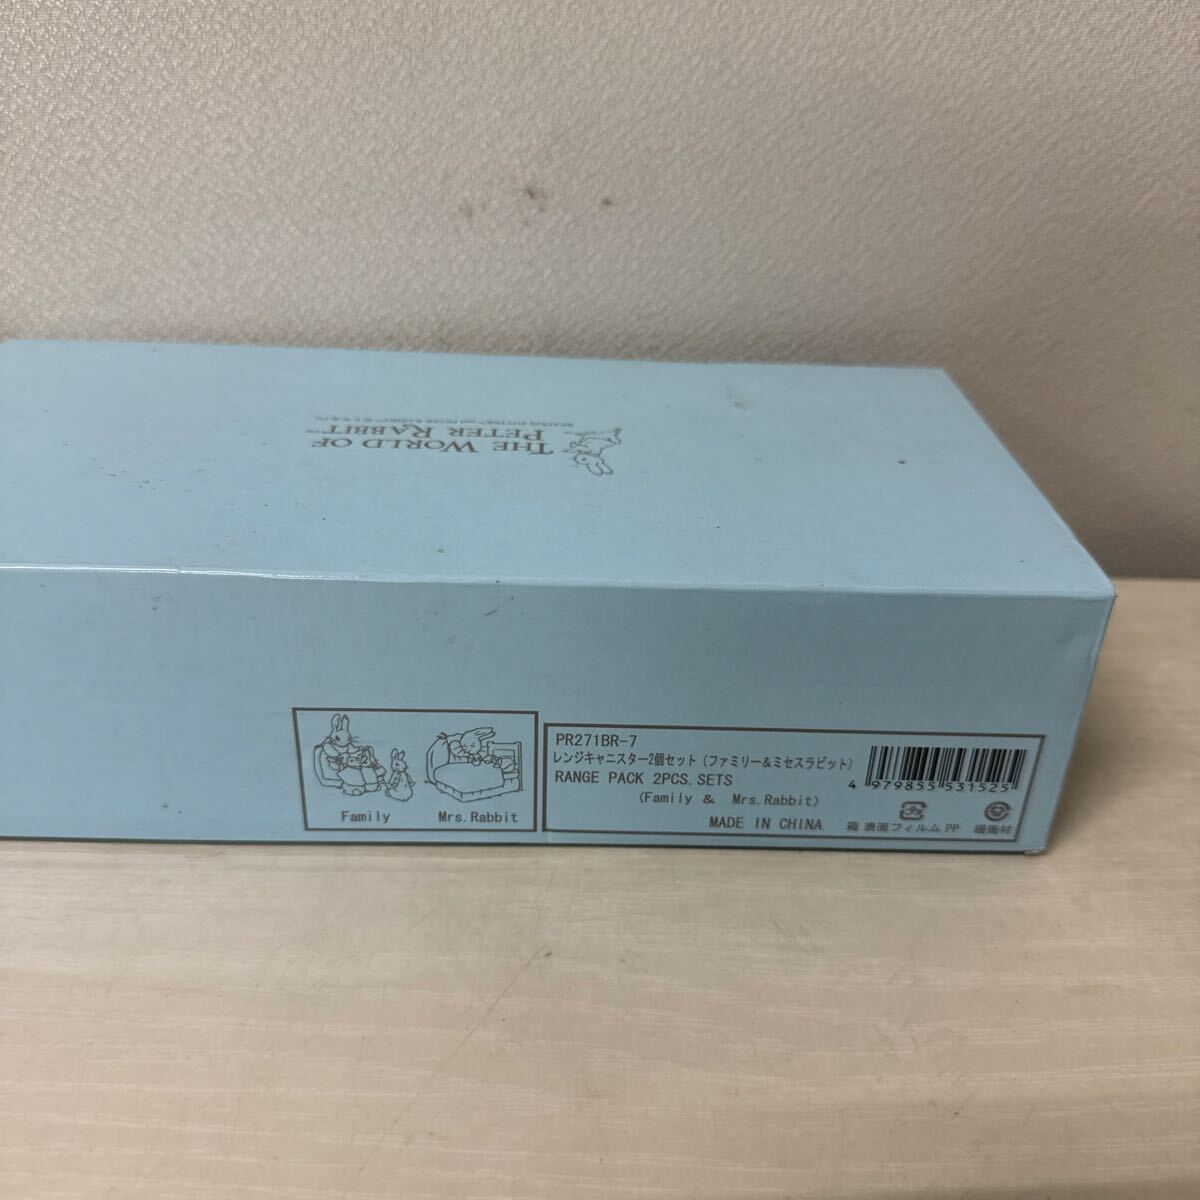 THE WORLD OF
PETER RABBIT™
Family
Mrs.Rabbit
PR271BR-7
レンジキャニスター2個セット(ファミリー&ミセスラビット)
RANGE PACK 2PCS.SETS
(Family & Mrs.Rabbit)
MADE IN CHINA
4 979855 531525
プラ
箱 表面フィルム PP 緩衝材